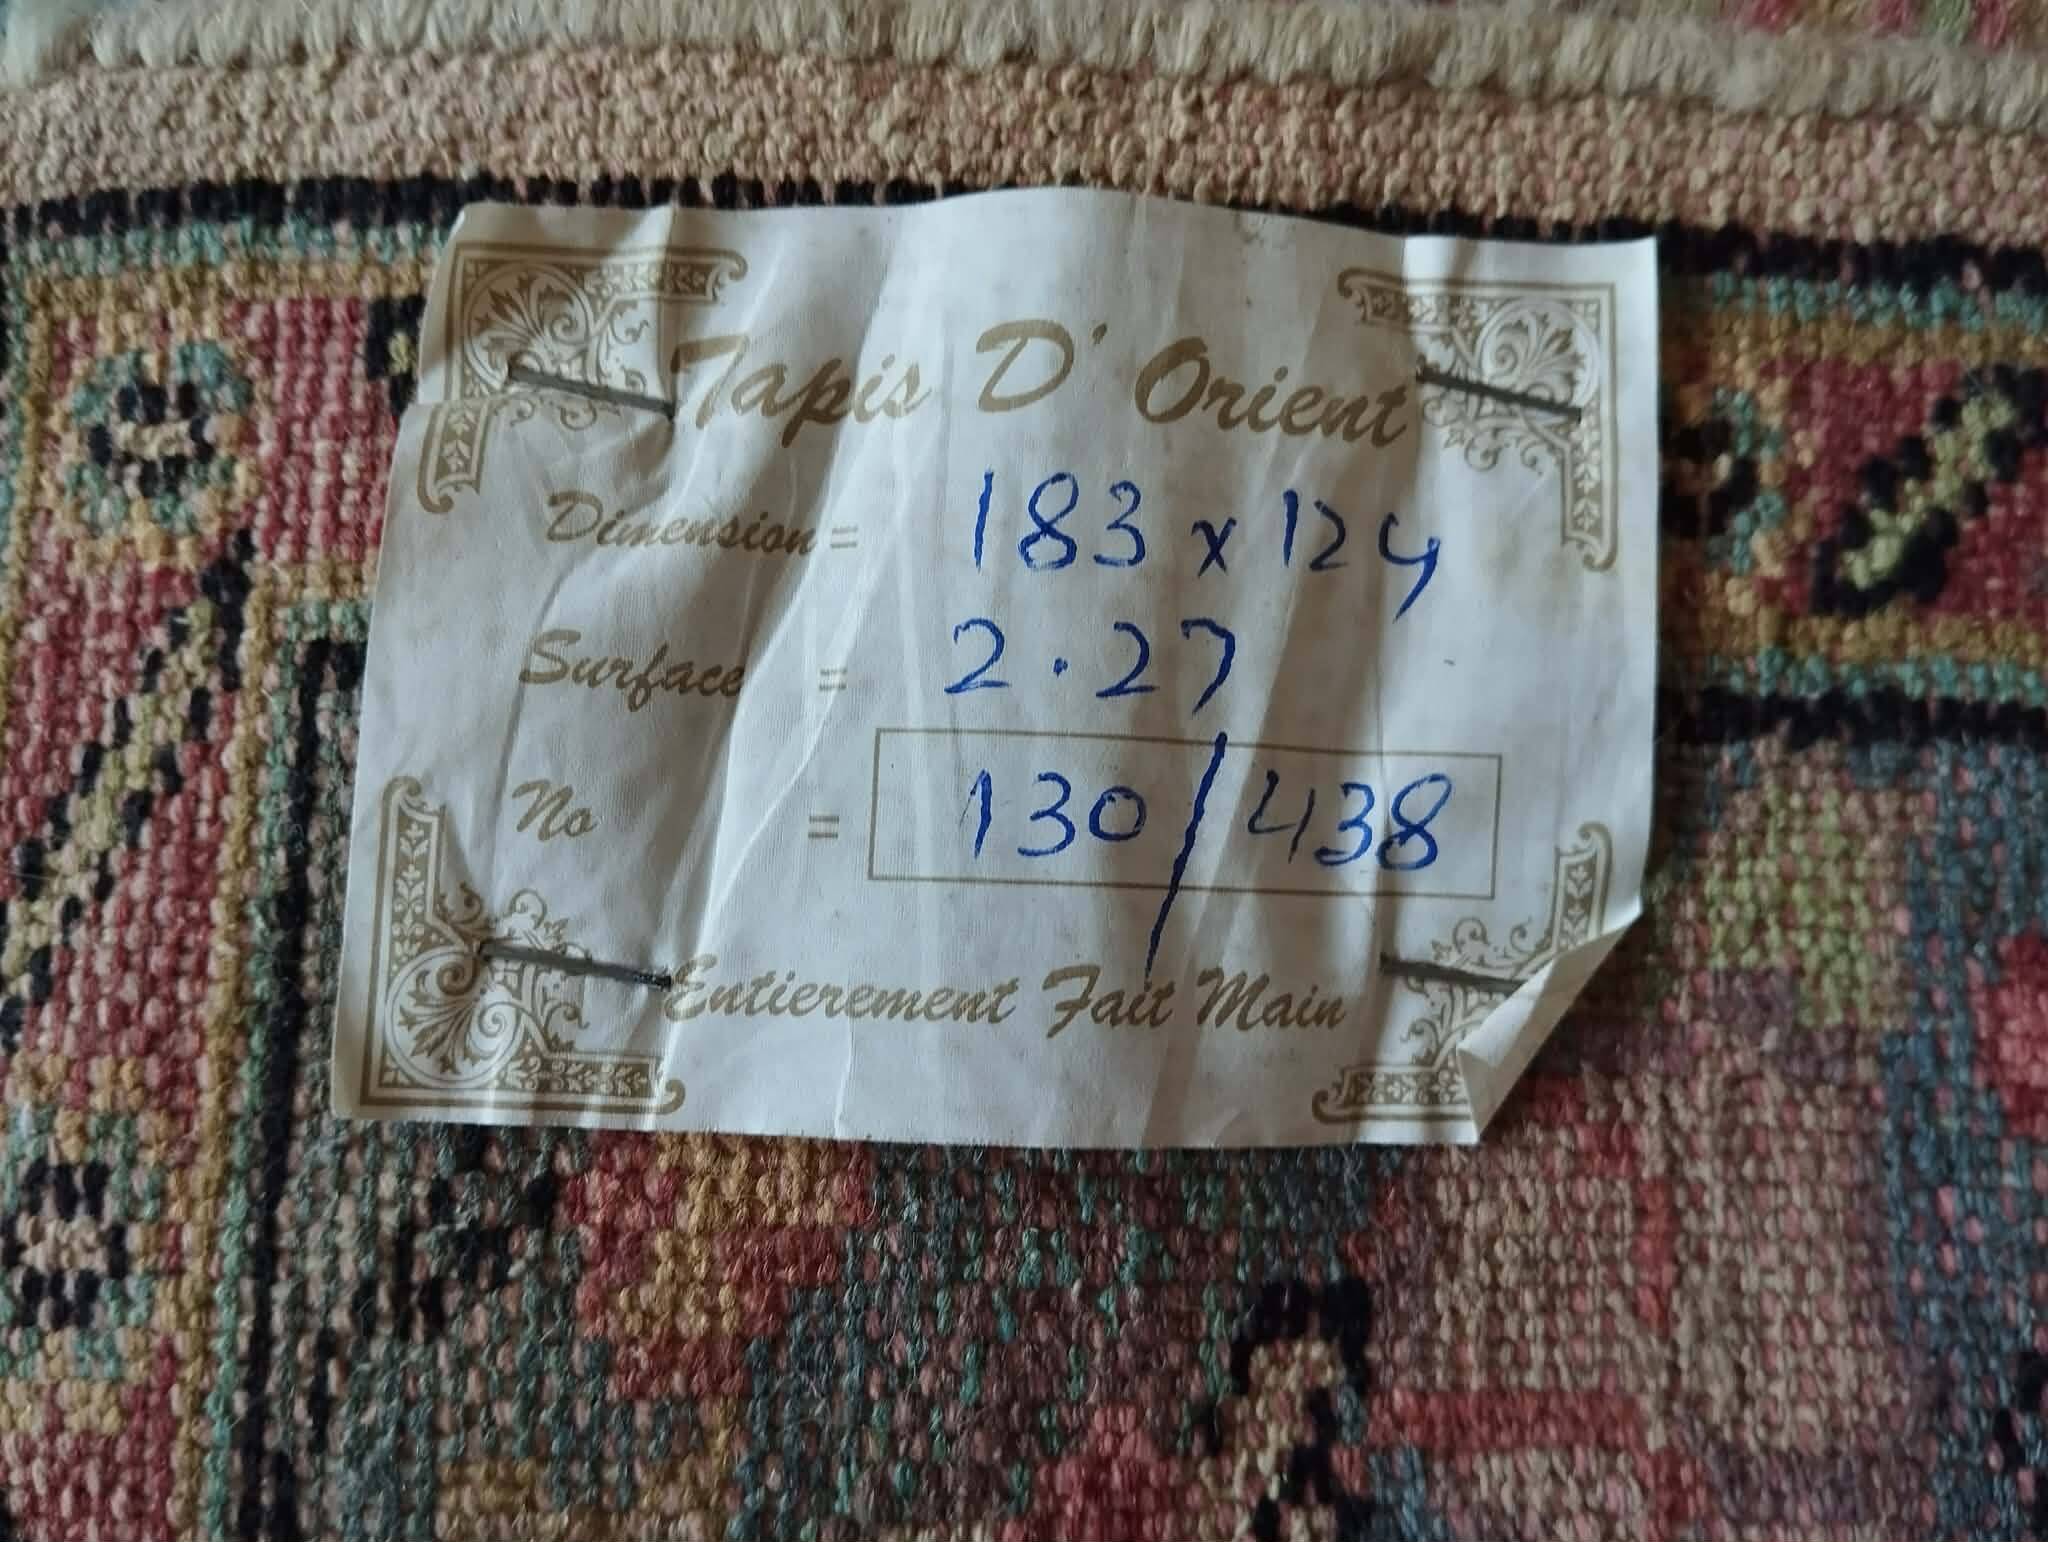 Tapis D' Orient
Dimension = 183 x 124
Surface = 2.27
No = 130/438
Entierement Fait Main